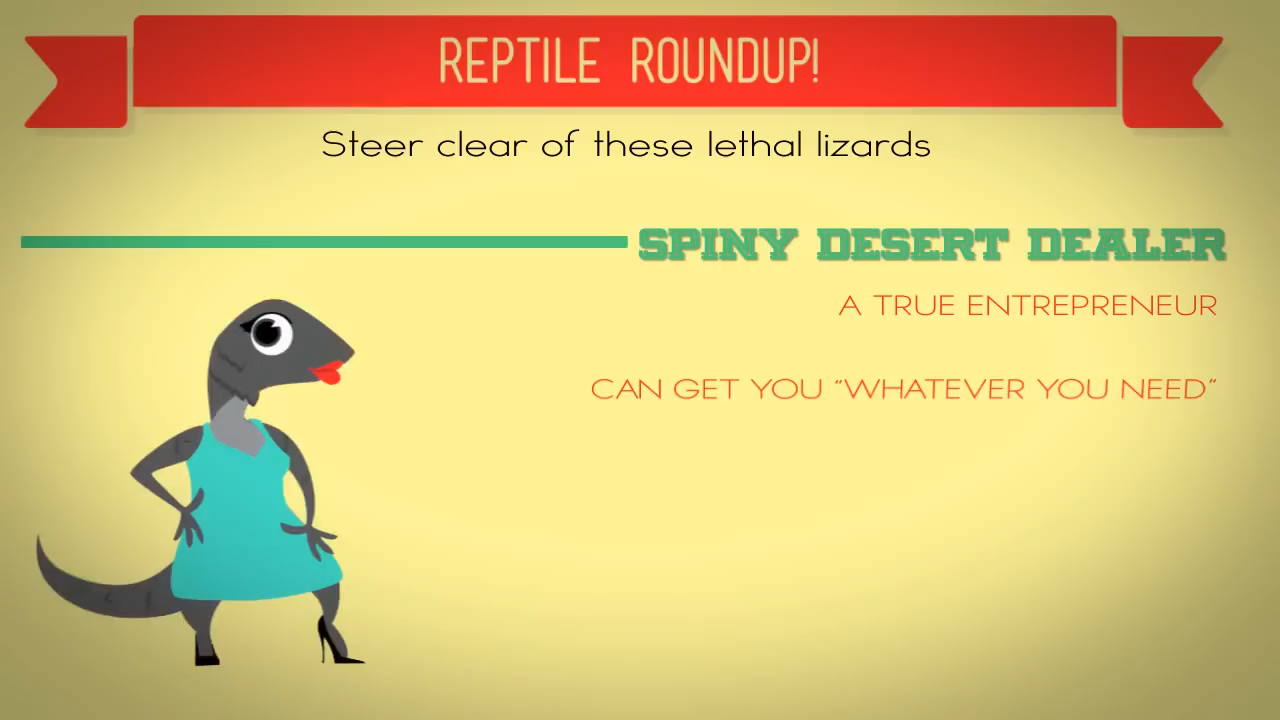 REPTILE ROUNDUP!
Steer clear of these lethal lizards
SPINY DESERT DEALER
A TRUE ENTREPRENEUR
CAN GET YOU “WHATEVER YOU NEED”